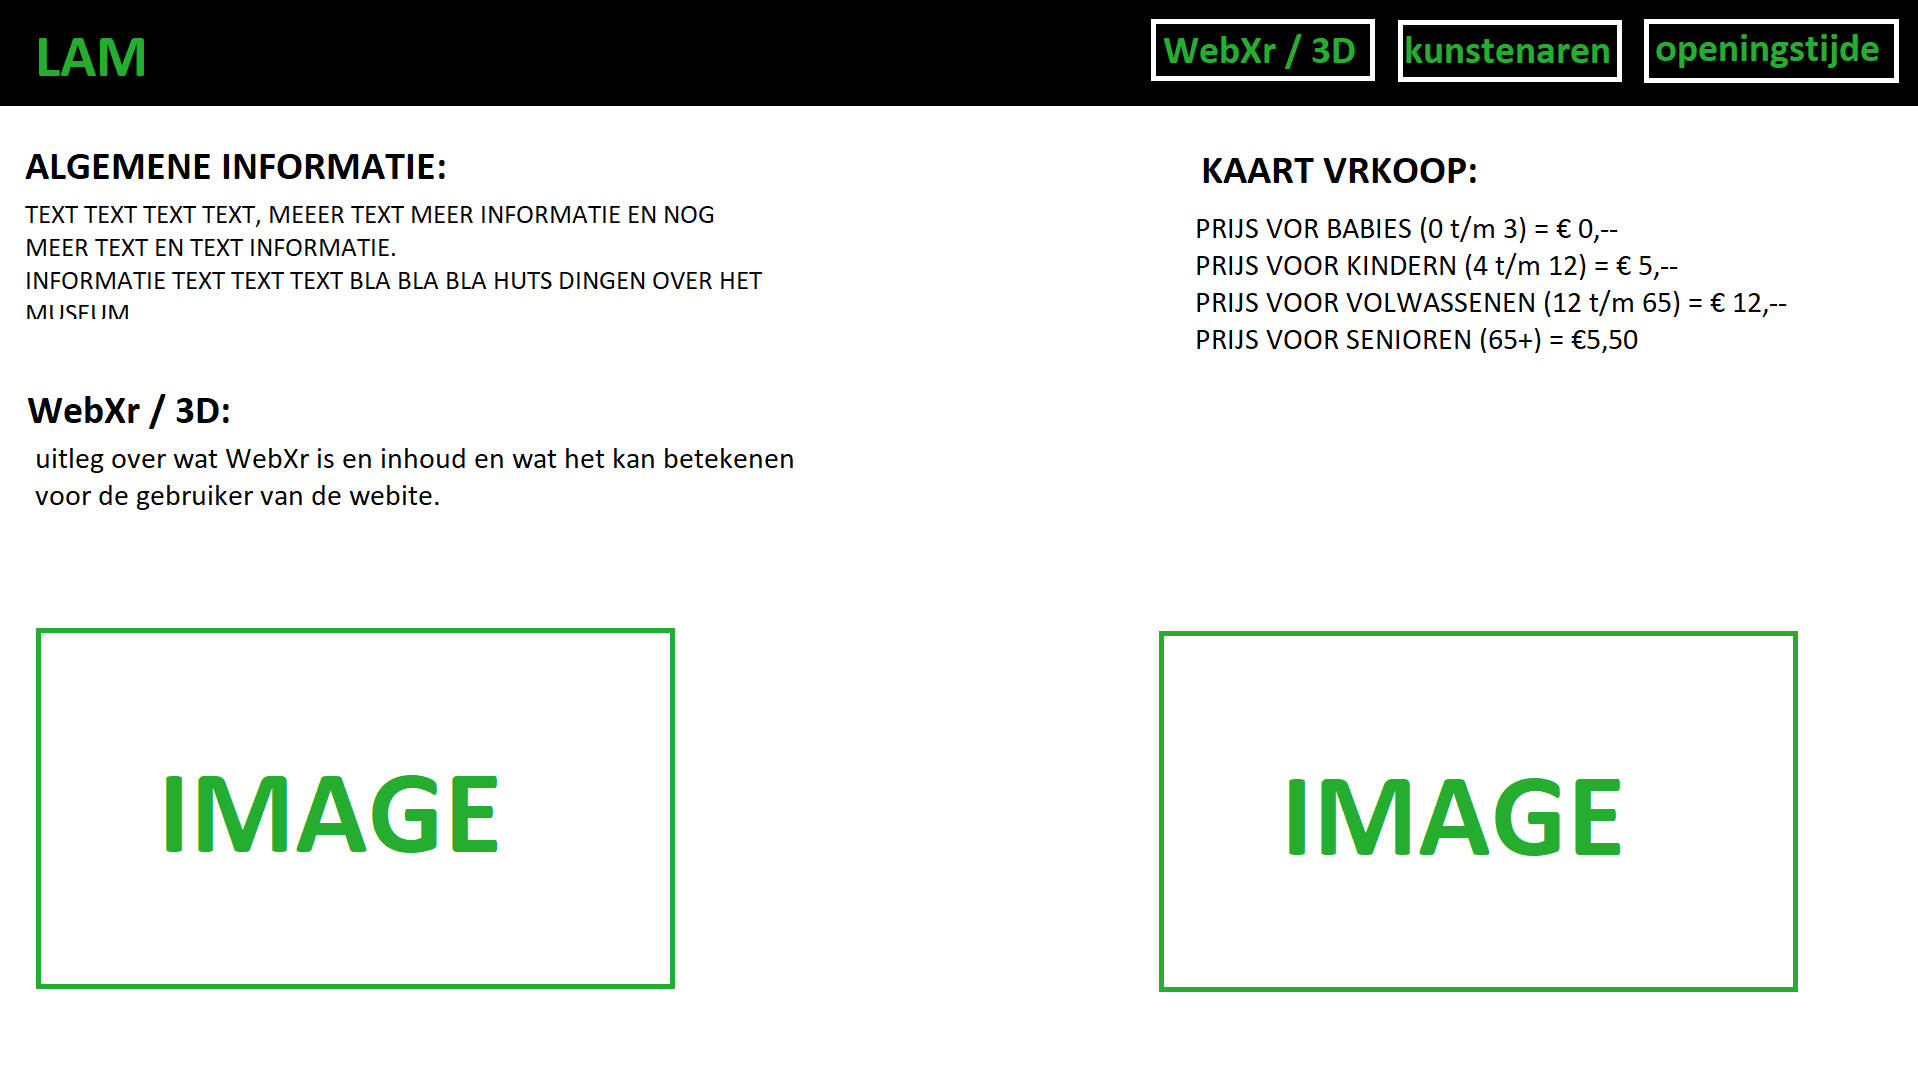 LAM
WebXr / 3D
kunstenaren
openingstijde
ALGEMENE INFORMATIE:
TEXT TEXT TEXT TEXT, MEEER TEXT MEER INFORMATIE EN NOG
MEER TEXT EN TEXT INFORMATIE.
INFORMATIE TEXT TEXT TEXT BLA BLA BLA HUTS DINGEN OVER HET
MUSEUM
KAART VRKOOP:
PRIJS VOR BABIES (0 t/m 3) = € 0,--
PRIJS VOOR KINDERN (4 t/m 12) = € 5,--
PRIJS VOOR VOLWASSENEN (12 t/m 65) = € 12,--
PRIJS VOOR SENIOREN (65+) = €5,50
WebXr / 3D:
uitleg over wat WebXr is en inhoud en wat het kan betekenen
voor de gebruiker van de webite.
IMAGE
IMAGE